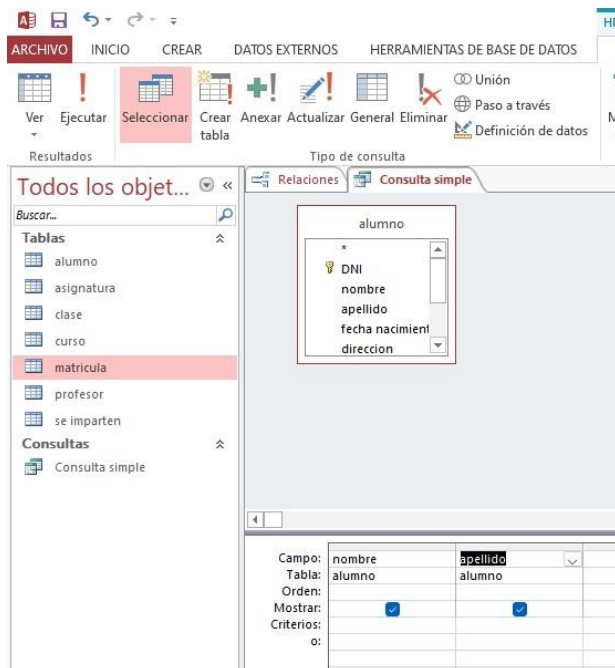 HE
ARCHIVO INICIO CREAR DATOS EXTERNOS HERRAMIENTAS DE BASE DE DATOS
Ver Ejecutar Seleccionar Crear tabla Anexar Actualizar General Eliminar
Unión
Paso a través
Definición de datos
M
Resultados Tipo de consulta
Todos los objet... «
Buscar...
Tablas
alumno
asignatura
clase
curso
matricula
profesor
se imparten
Consultas
Consulta simple
Relaciones Consulta simple
alumno
*
DNI
nombre
apellido
fecha nacimient
direccion
Campo: nombre apellido
Tabla: alumno alumno
Orden:
Mostrar:
Criterios:
o: